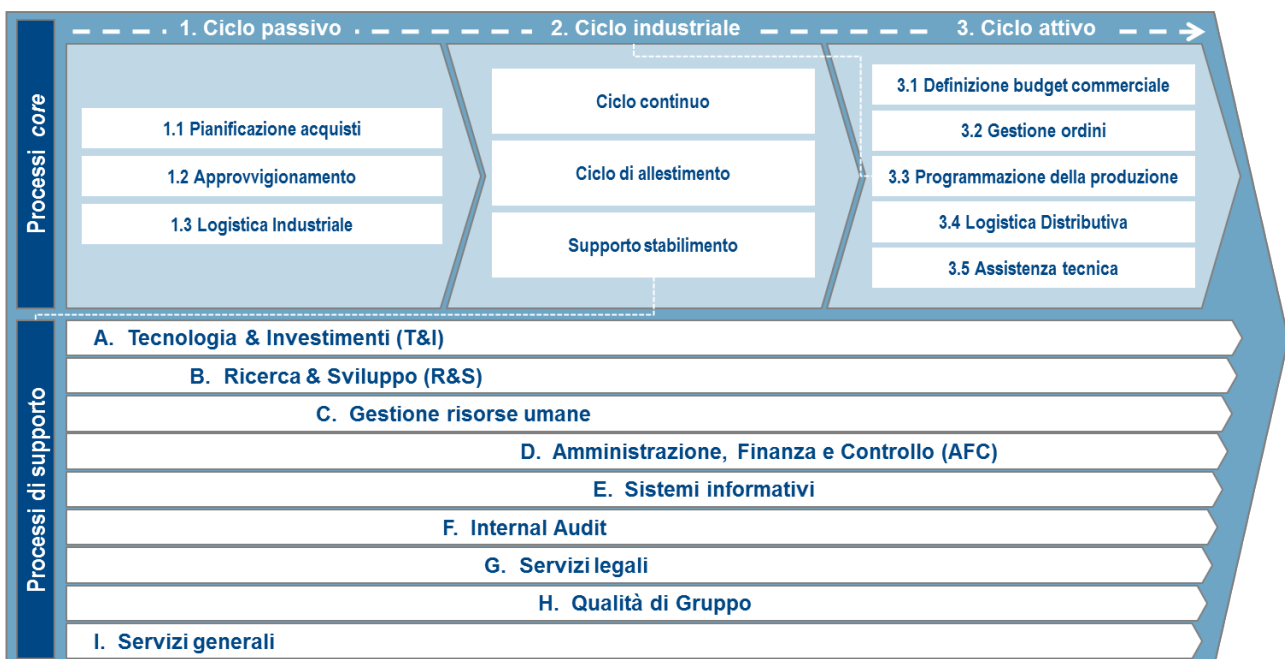 1. Ciclo passivo
2. Ciclo industriale
3. Ciclo attivo
Processi core
1.1 Pianificazione acquisti
1.2 Approvvigionamento
1.3 Logistica Industriale
Ciclo continuo
Ciclo di allestimento
Supporto stabilimento
3.1 Definizione budget commerciale
3.2 Gestione ordini
3.3 Programmazione della produzione
3.4 Logistica Distributiva
3.5 Assistenza tecnica
Processi di supporto
A. Tecnologia & Investimenti (T&I)
B. Ricerca & Sviluppo (R&S)
C. Gestione risorse umane
D. Amministrazione, Finanza e Controllo (AFC)
E. Sistemi informativi
F. Internal Audit
G. Servizi legali
H. Qualità di Gruppo
I. Servizi generali